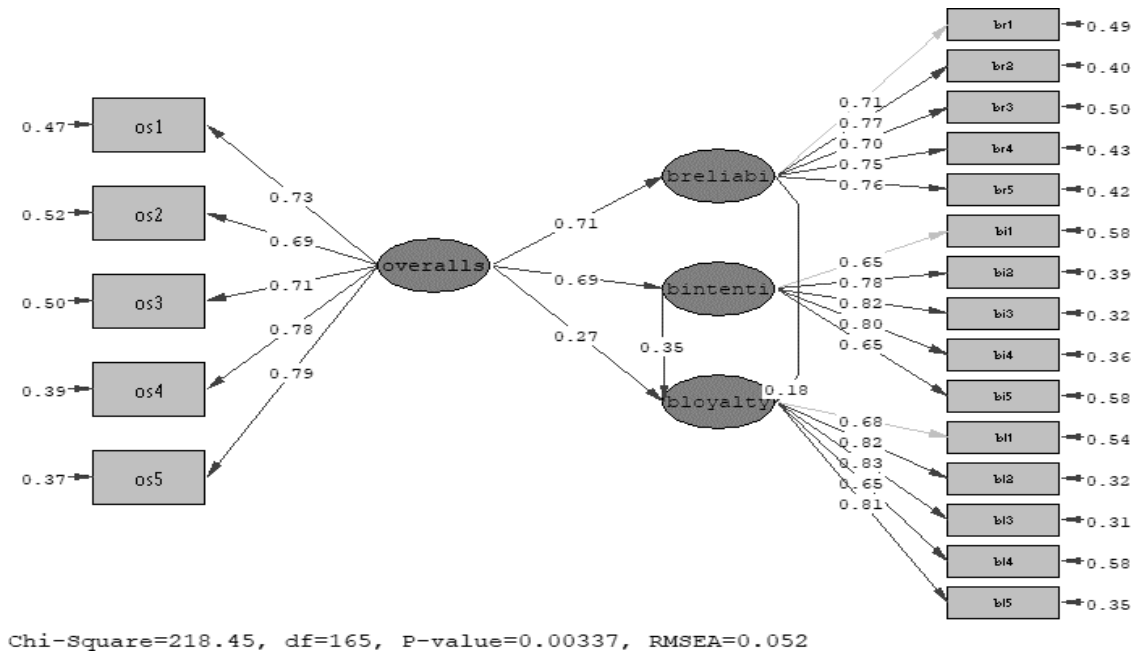 br1
0.49
br2
0.40
br3
0.50
br4
0.43
br5
0.42
bi1
0.58
bi2
0.39
bi3
0.32
bi4
0.36
bi5
0.58
bl1
0.54
bl2
0.32
bl3
0.31
bl4
0.58
bl5
0.35
0.47
os1
0.52
os2
0.50
os3
0.39
os4
0.37
os5
0.73
0.69
0.71
0.78
0.79
overalls
0.71
0.69
0.27
breliabi
bintenti
0.35
bloyalty
0.18
0.71
0.77
0.70
0.75
0.76
0.65
0.78
0.82
0.80
0.65
0.68
0.82
0.83
0.65
0.81
Chi-Square=218.45, df=165, P-value=0.00337, RMSEA=0.052